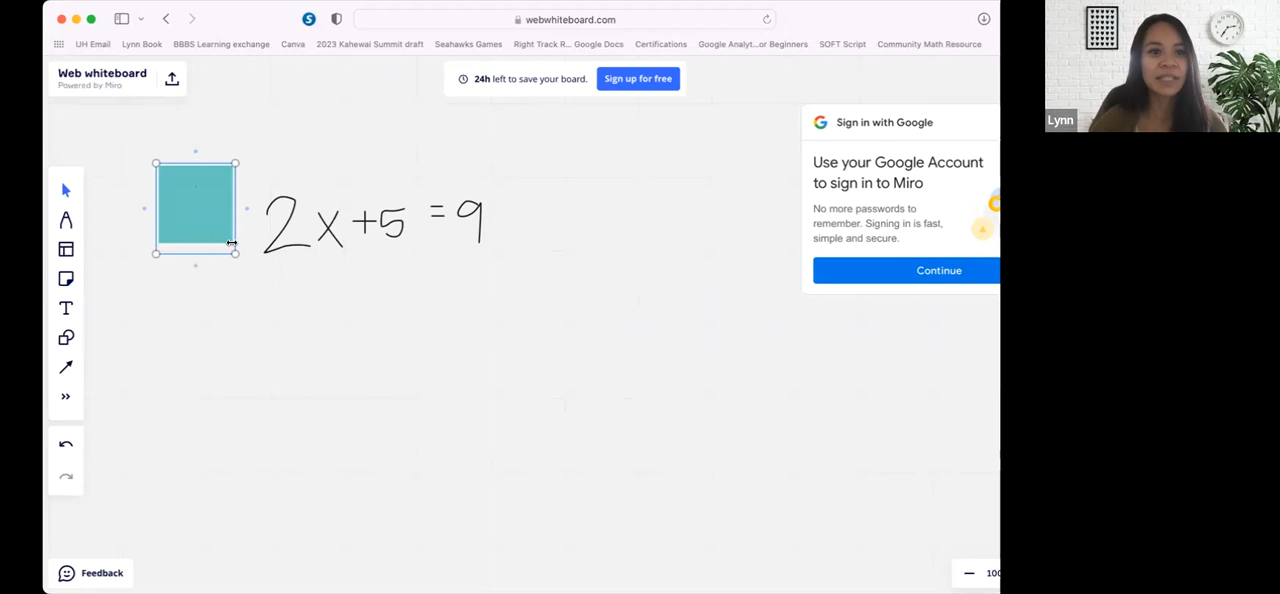 webwhiteboard.com
UH Email Lynn Book BBBS Learning exchange Canva 2023 Kahewai Summit draft Seahawks Games Right Track R... Google Docs Certifications Google Analyt...or Beginners SOFT Script Community Math Resource
Web whiteboard
Powered by Miro
24h left to save your board.
Sign up for free
Sign in with Google
Use your Google Account
to sign in to Miro
No more passwords to
remember. Signing in is fast,
simple and secure.
Continue
2x+5=9
Feedback
100
Lynn